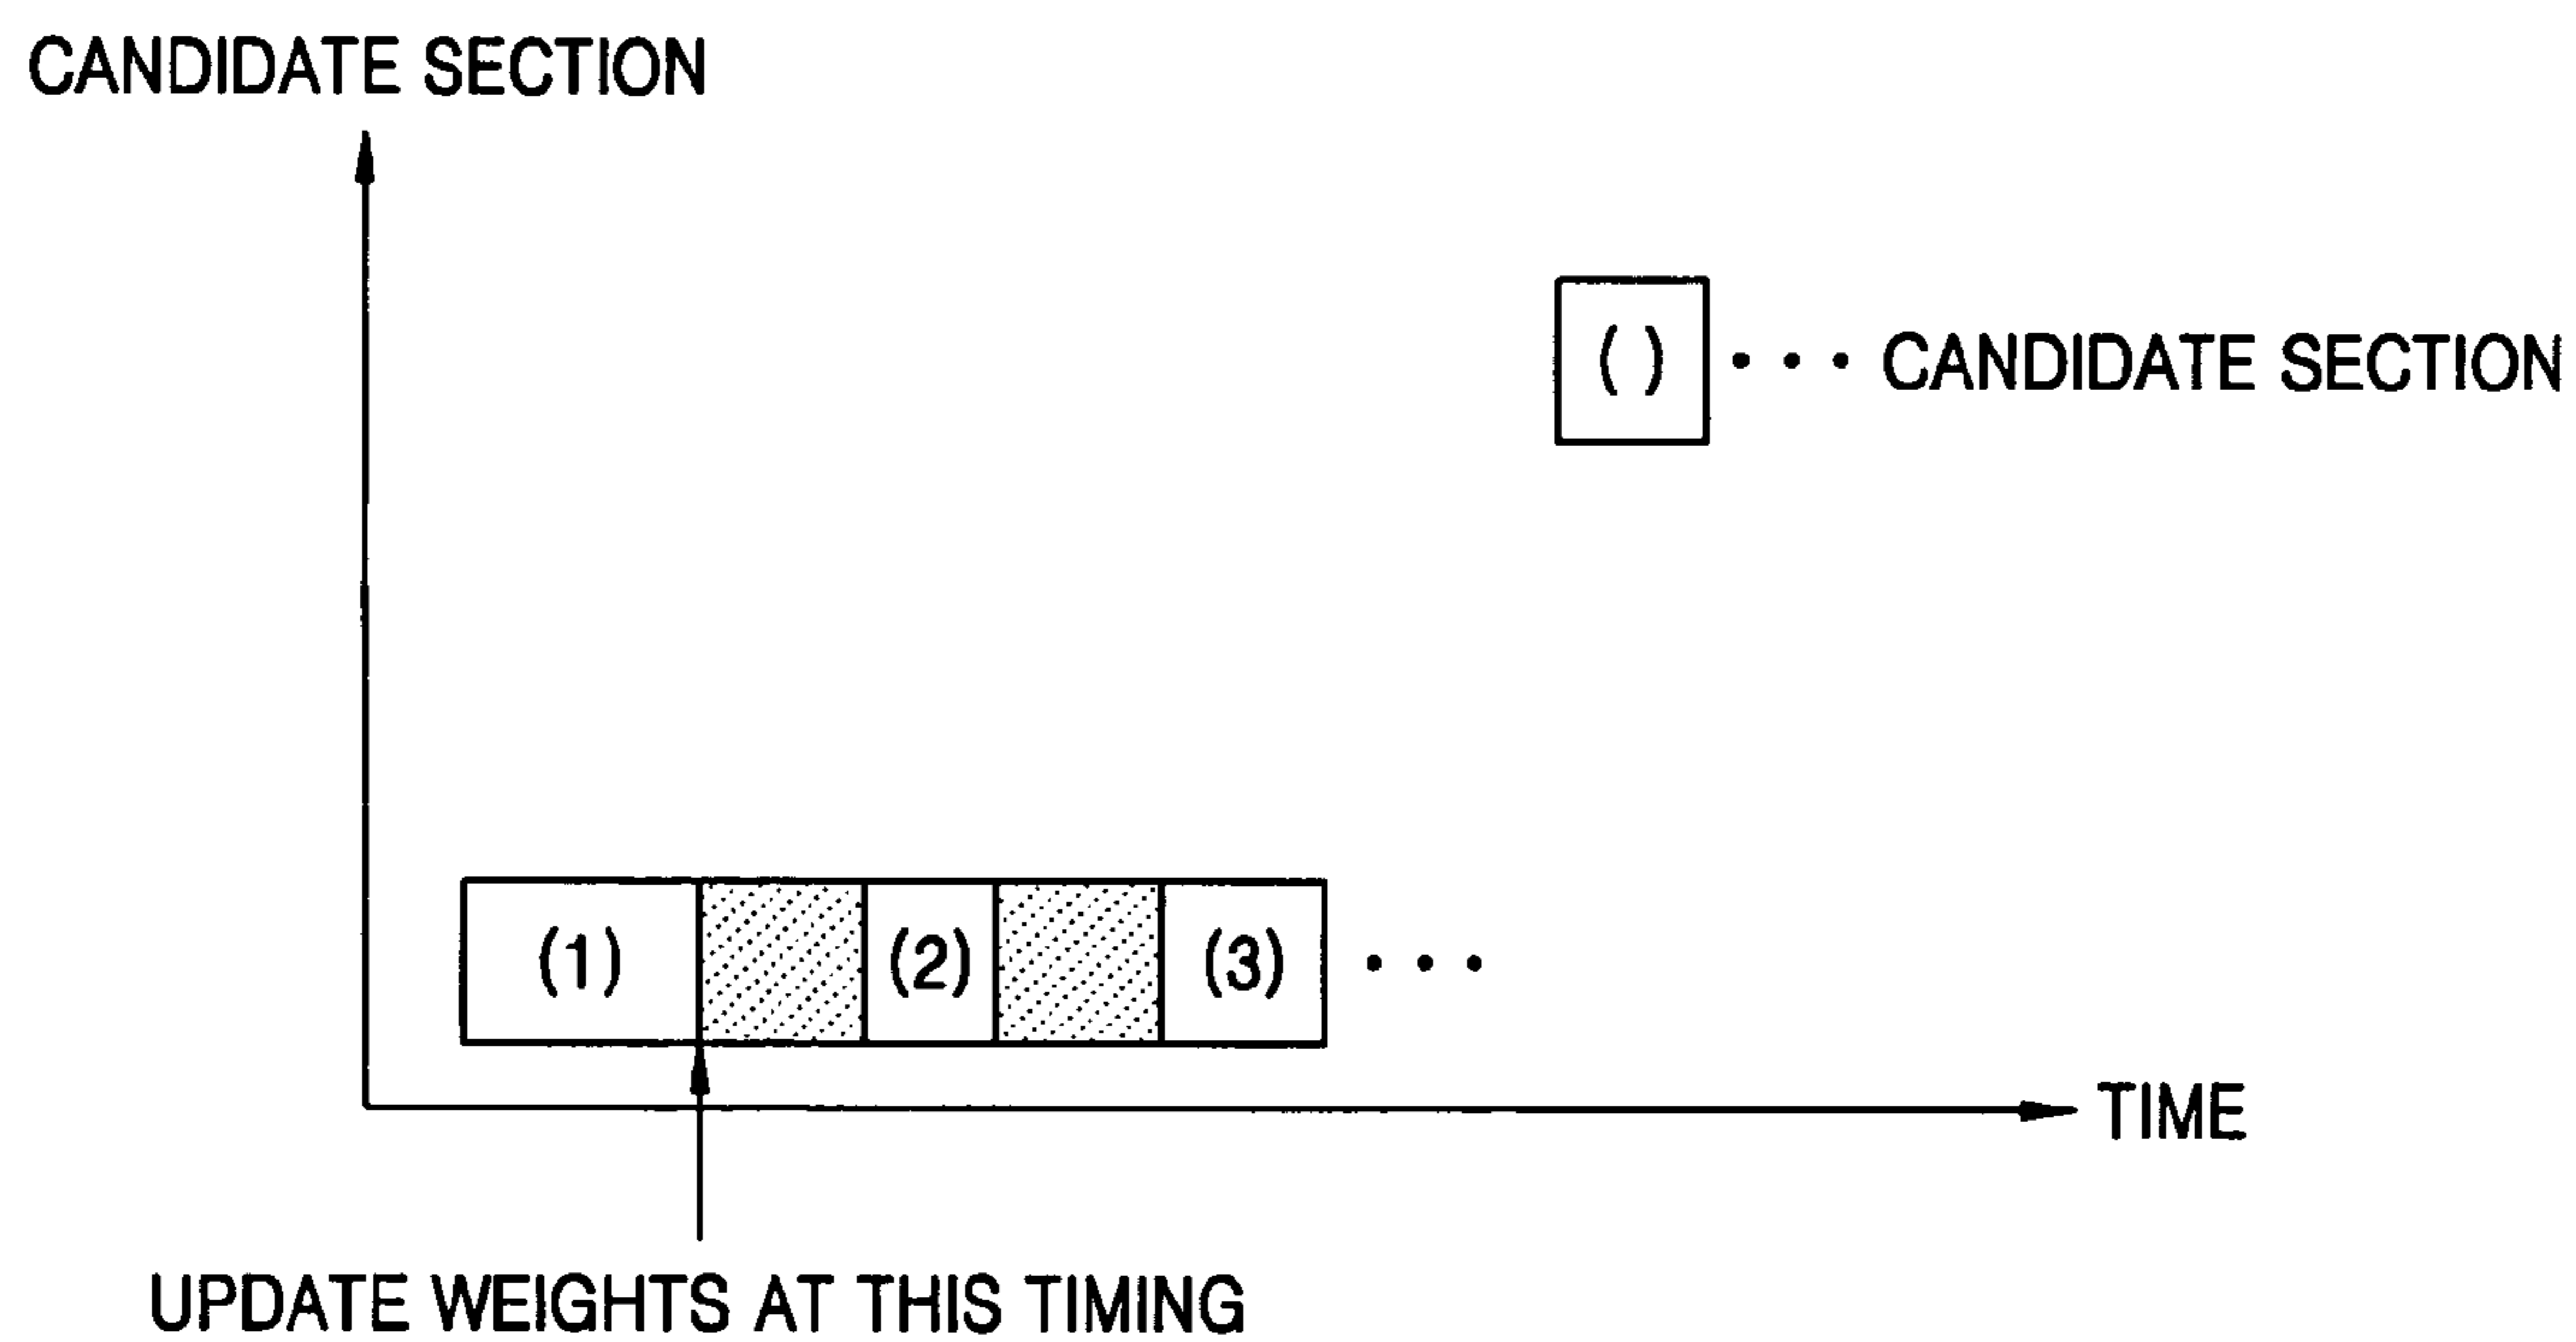 CANDIDATE SECTION
( ) • • • CANDIDATE SECTION
(1) (2) (3) • • •
TIME
UPDATE WEIGHTS AT THIS TIMING